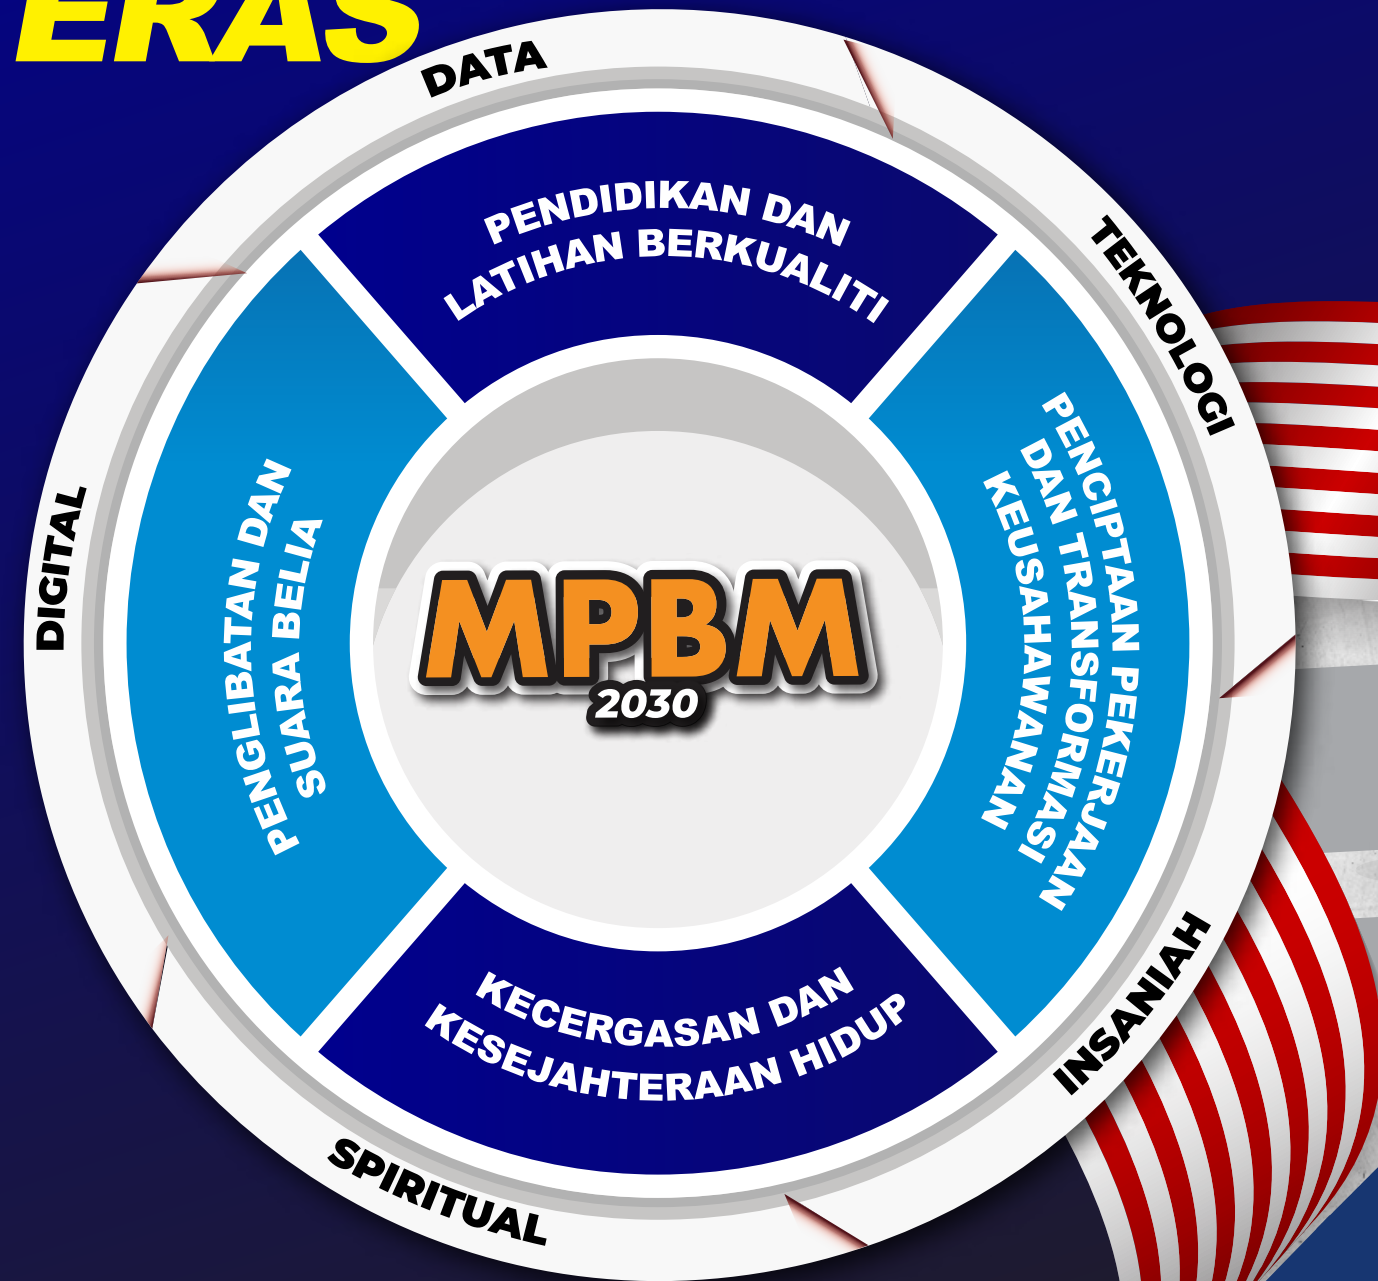 ERAS
DATA
TEKNOLOGI
INSANIAH
SPIRITUAL
DIGITAL
PENDIDIKAN DAN
LATIHAN BERKUALITI
PENCIPTAAN PEKERJAAN
DAN TRANSFORMASI
KEUSAHAWANAN
KECERGASAN DAN
KESEJAHTERAAN HIDUP
PENGLIBATAN DAN
SUARA BELIA
MPBM
2030